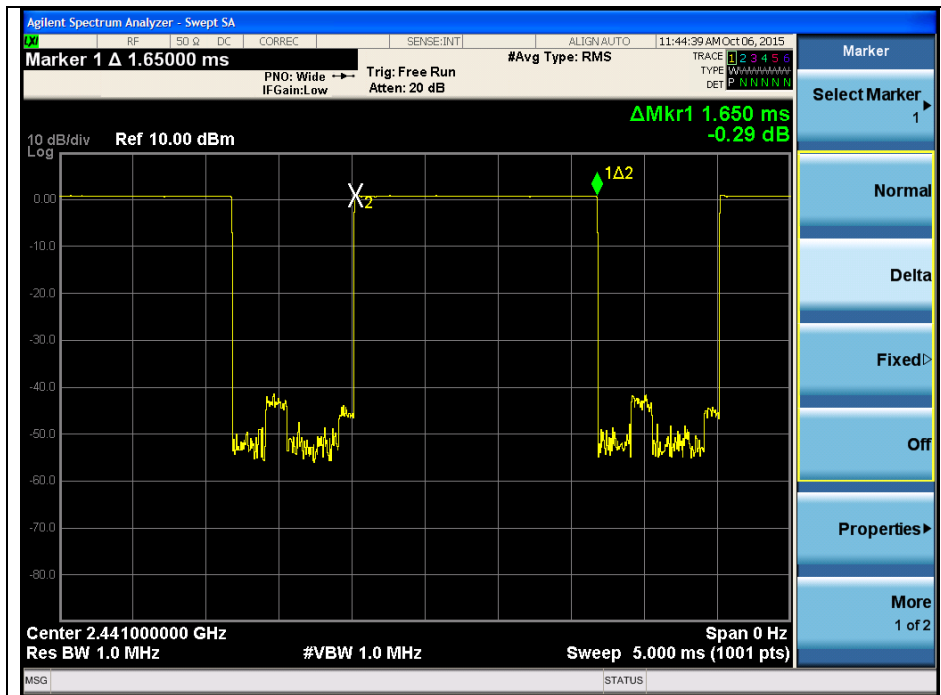 Agilent Spectrum Analyzer - Swept SA
LXI RF 50 Ω DC CORREC SENSE:INT ALIGNAUTO 11:44:39 AM Oct 06, 2015
Marker 1 Δ 1.65000 ms
PNO: Wide
IFGain:Low
Trig: Free Run
Atten: 20 dB
#Avg Type: RMS
TRACE 1 2 3 4 5 6
TYPE WWWWWW
DET P N N N N N
ΔMkr1 1.650 ms
-0.29 dB
10 dB/div Ref 10.00 dBm
Log
1Δ2
X2
0.00
-10.0
-20.0
-30.0
-40.0
-50.0
-60.0
-70.0
-80.0
Center 2.441000000 GHz Span 0 Hz
Res BW 1.0 MHz #VBW 1.0 MHz Sweep 5.000 ms (1001 pts)
MSG STATUS
Marker
Select Marker
1
Normal
Delta
Fixed
Off
Properties
More
1 of 2